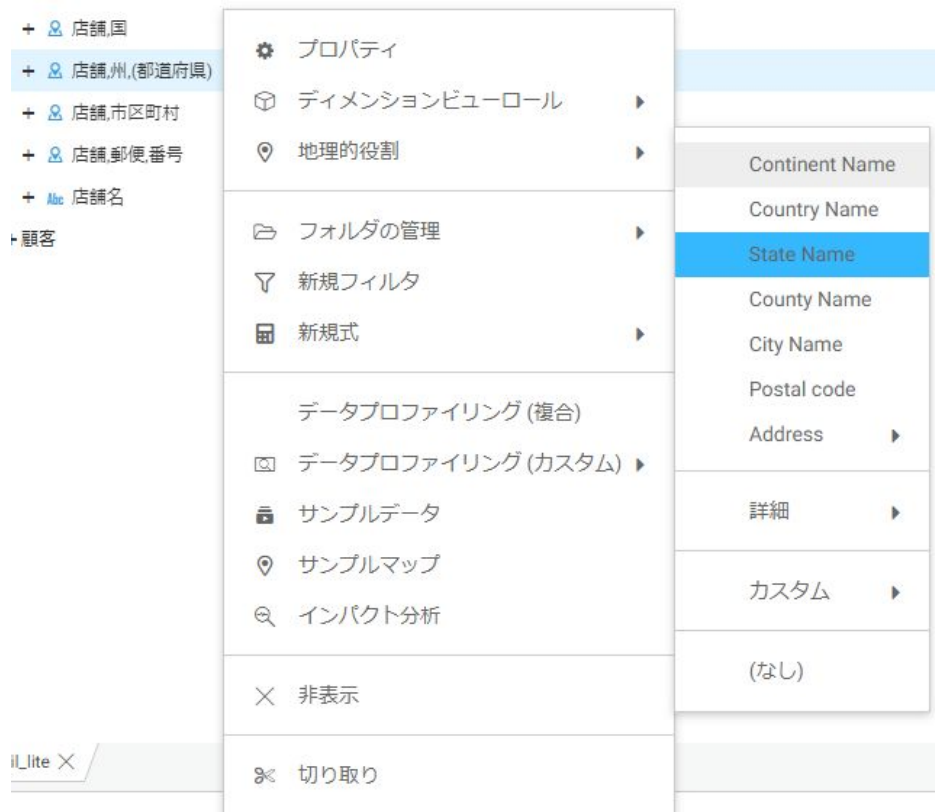 店舗,国
店舗,州,(都道府県)
店舗,市区町村
店舗,郵便,番号
Abc 店舗名
顧客
プロパティ
ディメンションビューロール
地理的役割
フォルダの管理
新規フィルタ
新規式
データプロファイリング (複合)
データプロファイリング (カスタム)
サンプルデータ
サンプルマップ
インパクト分析
非表示
切り取り
Continent Name
Country Name
State Name
County Name
City Name
Postal code
Address
詳細
カスタム
(なし)
il_lite